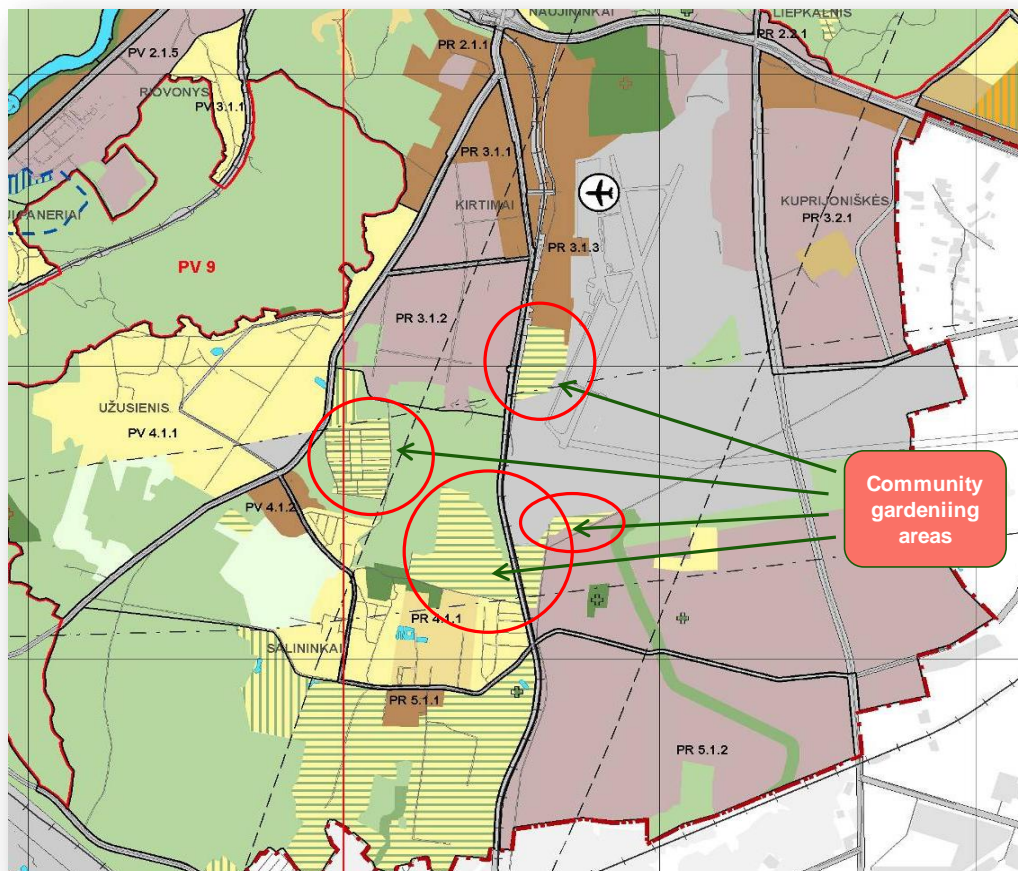 NAUJININKAI
LIEPKALNIS
PR 2.2.1
PR 2.1.1
PV 2.1.5
RIOVONYS
PV 3.1.1
PR 3.1.1
KIRTIMAI
KUPRIJONIŠKĖS
PR 3.2.1
UI PANERIAI
PR 3.1.3
PV 9
PR 3.1.2
UŽUSIENIS
PV 4.1.1
PV 4.1.2
Community
gardeniing
areas
PR 4.1.1
SALININKAI
PR 5.1.1
PR 5.1.2